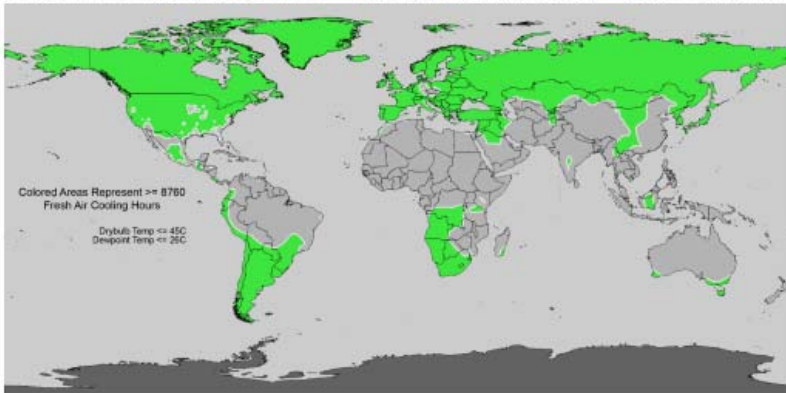 Colored Areas Represent >= 8760
Fresh Air Cooling Hours
Drybulb Temp <= 45C
Dewpoint Temp <= 26C